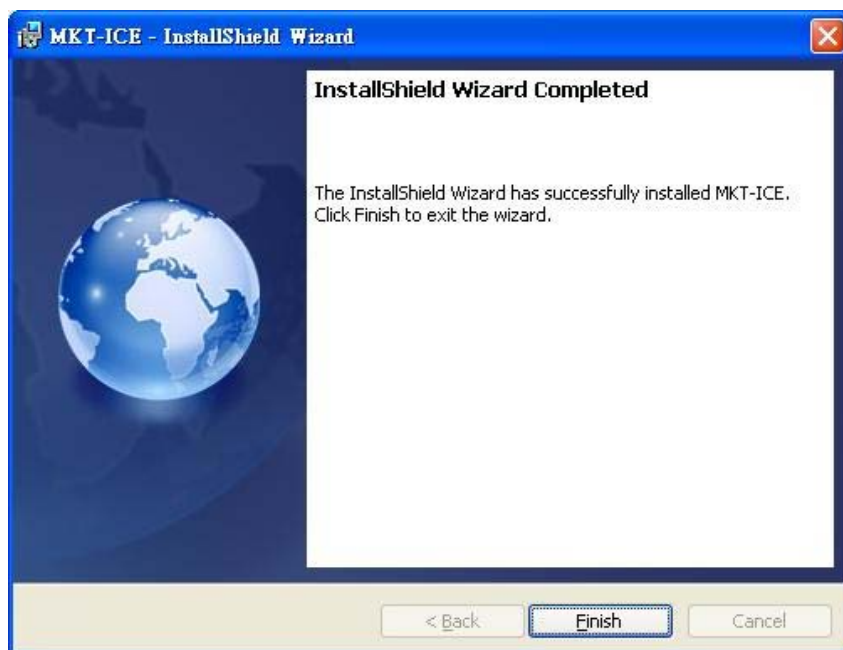 MKT-ICE - InstallShield Wizard
InstallShield Wizard Completed
The InstallShield Wizard has successfully installed MKT-ICE.
Click Finish to exit the wizard.
< Back
Finish
Cancel